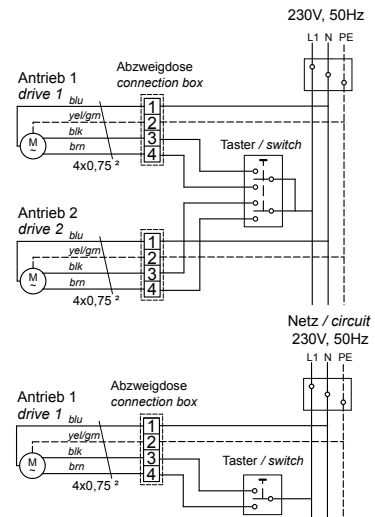 230V, 50Hz
L1 N PE
Abzweigdose
connection box
Antrieb 1
drive 1
blu
yel/grn
blk
brn
M
~
4x0,75 ²
1
2
3
4
Taster / switch
Antrieb 2
drive 2
blu
yel/grn
blk
brn
M
~
4x0,75 ²
1
2
3
4
Netz / circuit
230V, 50Hz
L1 N PE
Abzweigdose
connection box
Antrieb 1
drive 1
blu
yel/grn
blk
brn
M
~
4x0,75 ²
1
2
3
4
Taster / switch